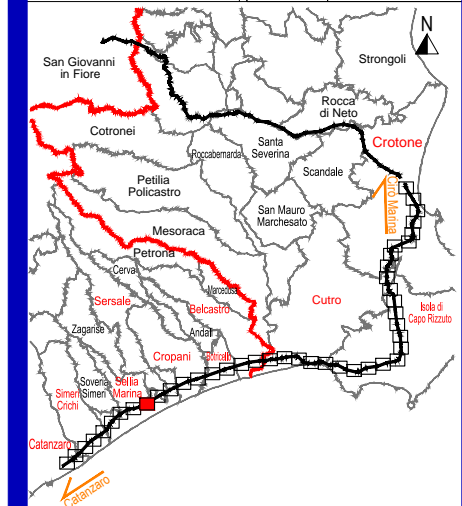 N
Strongoli
San Giovanni
in Fiore
Rocca
di Neto
Cotronei
Crotone
Santa
Severina
Roccabernarda
Scandale
Petilia
Policastro
Cirò Marina
San Mauro
Marchesato
Mesoraca
Petrona
Cerva
Marcedusa
Sersale
Belcastro
Cutro
Isola di
Capo Rizzuto
Zagarise
Andali
Cropani
Botricello
Soveria
Simeri
Sellia
Marina
Simeri
Crichi
Catanzaro
Catanzaro